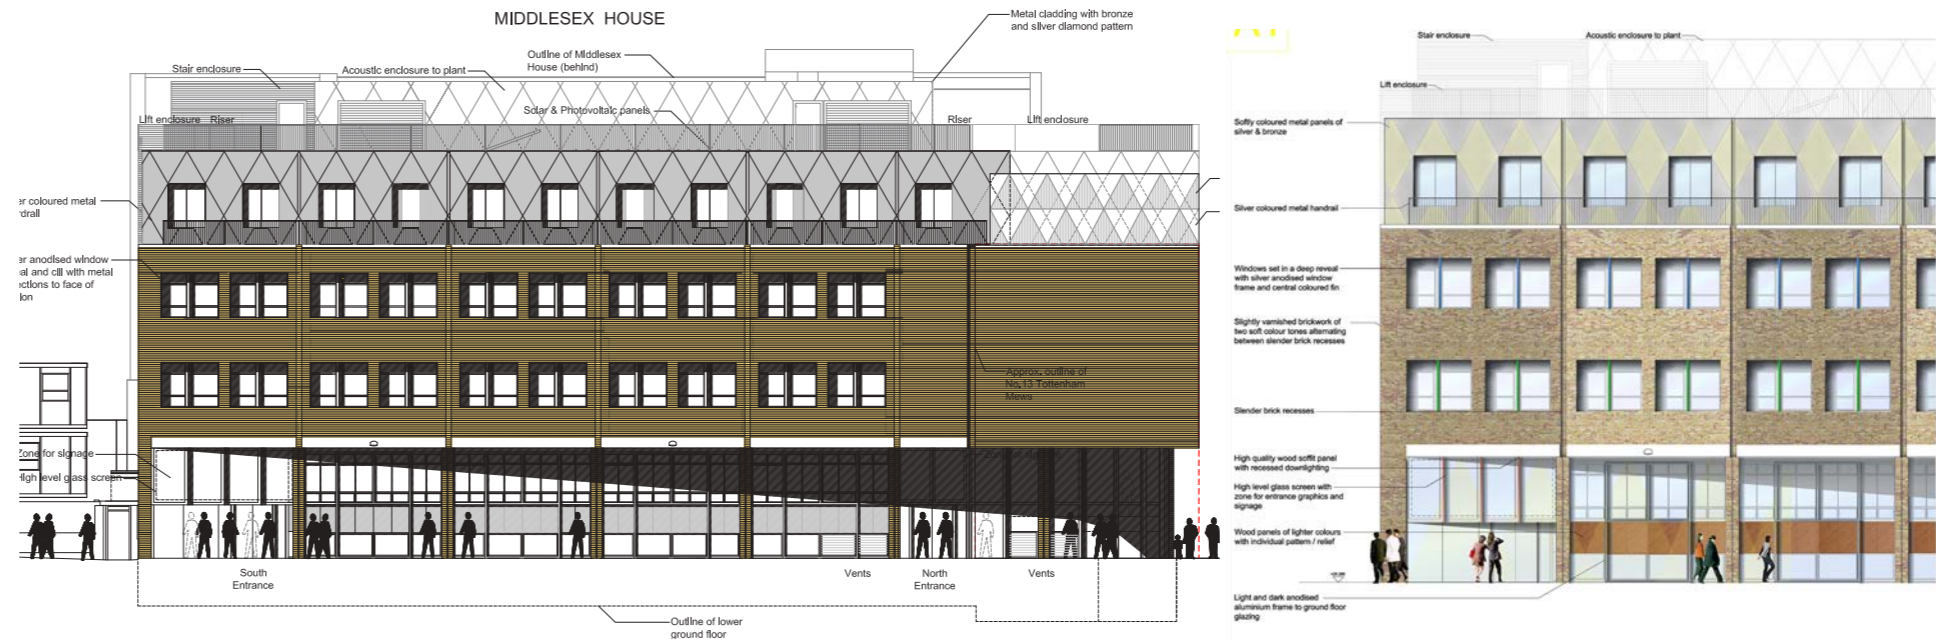 MIDDLESEX HOUSE
Metal cladding with bronze
and silver diamond pattern
Outline of Middlesex
House (behind)
Stair enclosure
Acoustic enclosure to plant
Solar & Photovoltaic panels
Lift enclosure
Riser
Riser
Lift enclosure
er coloured metal
drail
er anodised window
al and cill with metal
ections to face of
Approx. outline of
No.13 Tottenham
Mews
Zone for signage
High level glass screen
South
Entrance
Vents
North
Entrance
Vents
Outline of lower
ground floor
Stair enclosure
Acoustic enclosure to plant
Lift enclosure
Softly coloured metal panels of
silver & bronze
Silver coloured metal handrail
Windows set in a deep reveal
with silver anodised window
frame and central coloured fin
Slightly varnished brickwork of
two soft colour tones alternating
between slender brick recesses
Slender brick recesses
High quality wood soffit panel
with recessed downlighting
High level glass screen with
zone for entrance graphics and
signage
Wood panels of lighter colours
with individual pattern / relief
Light and dark anodised
aluminium frame to ground floor
glazing